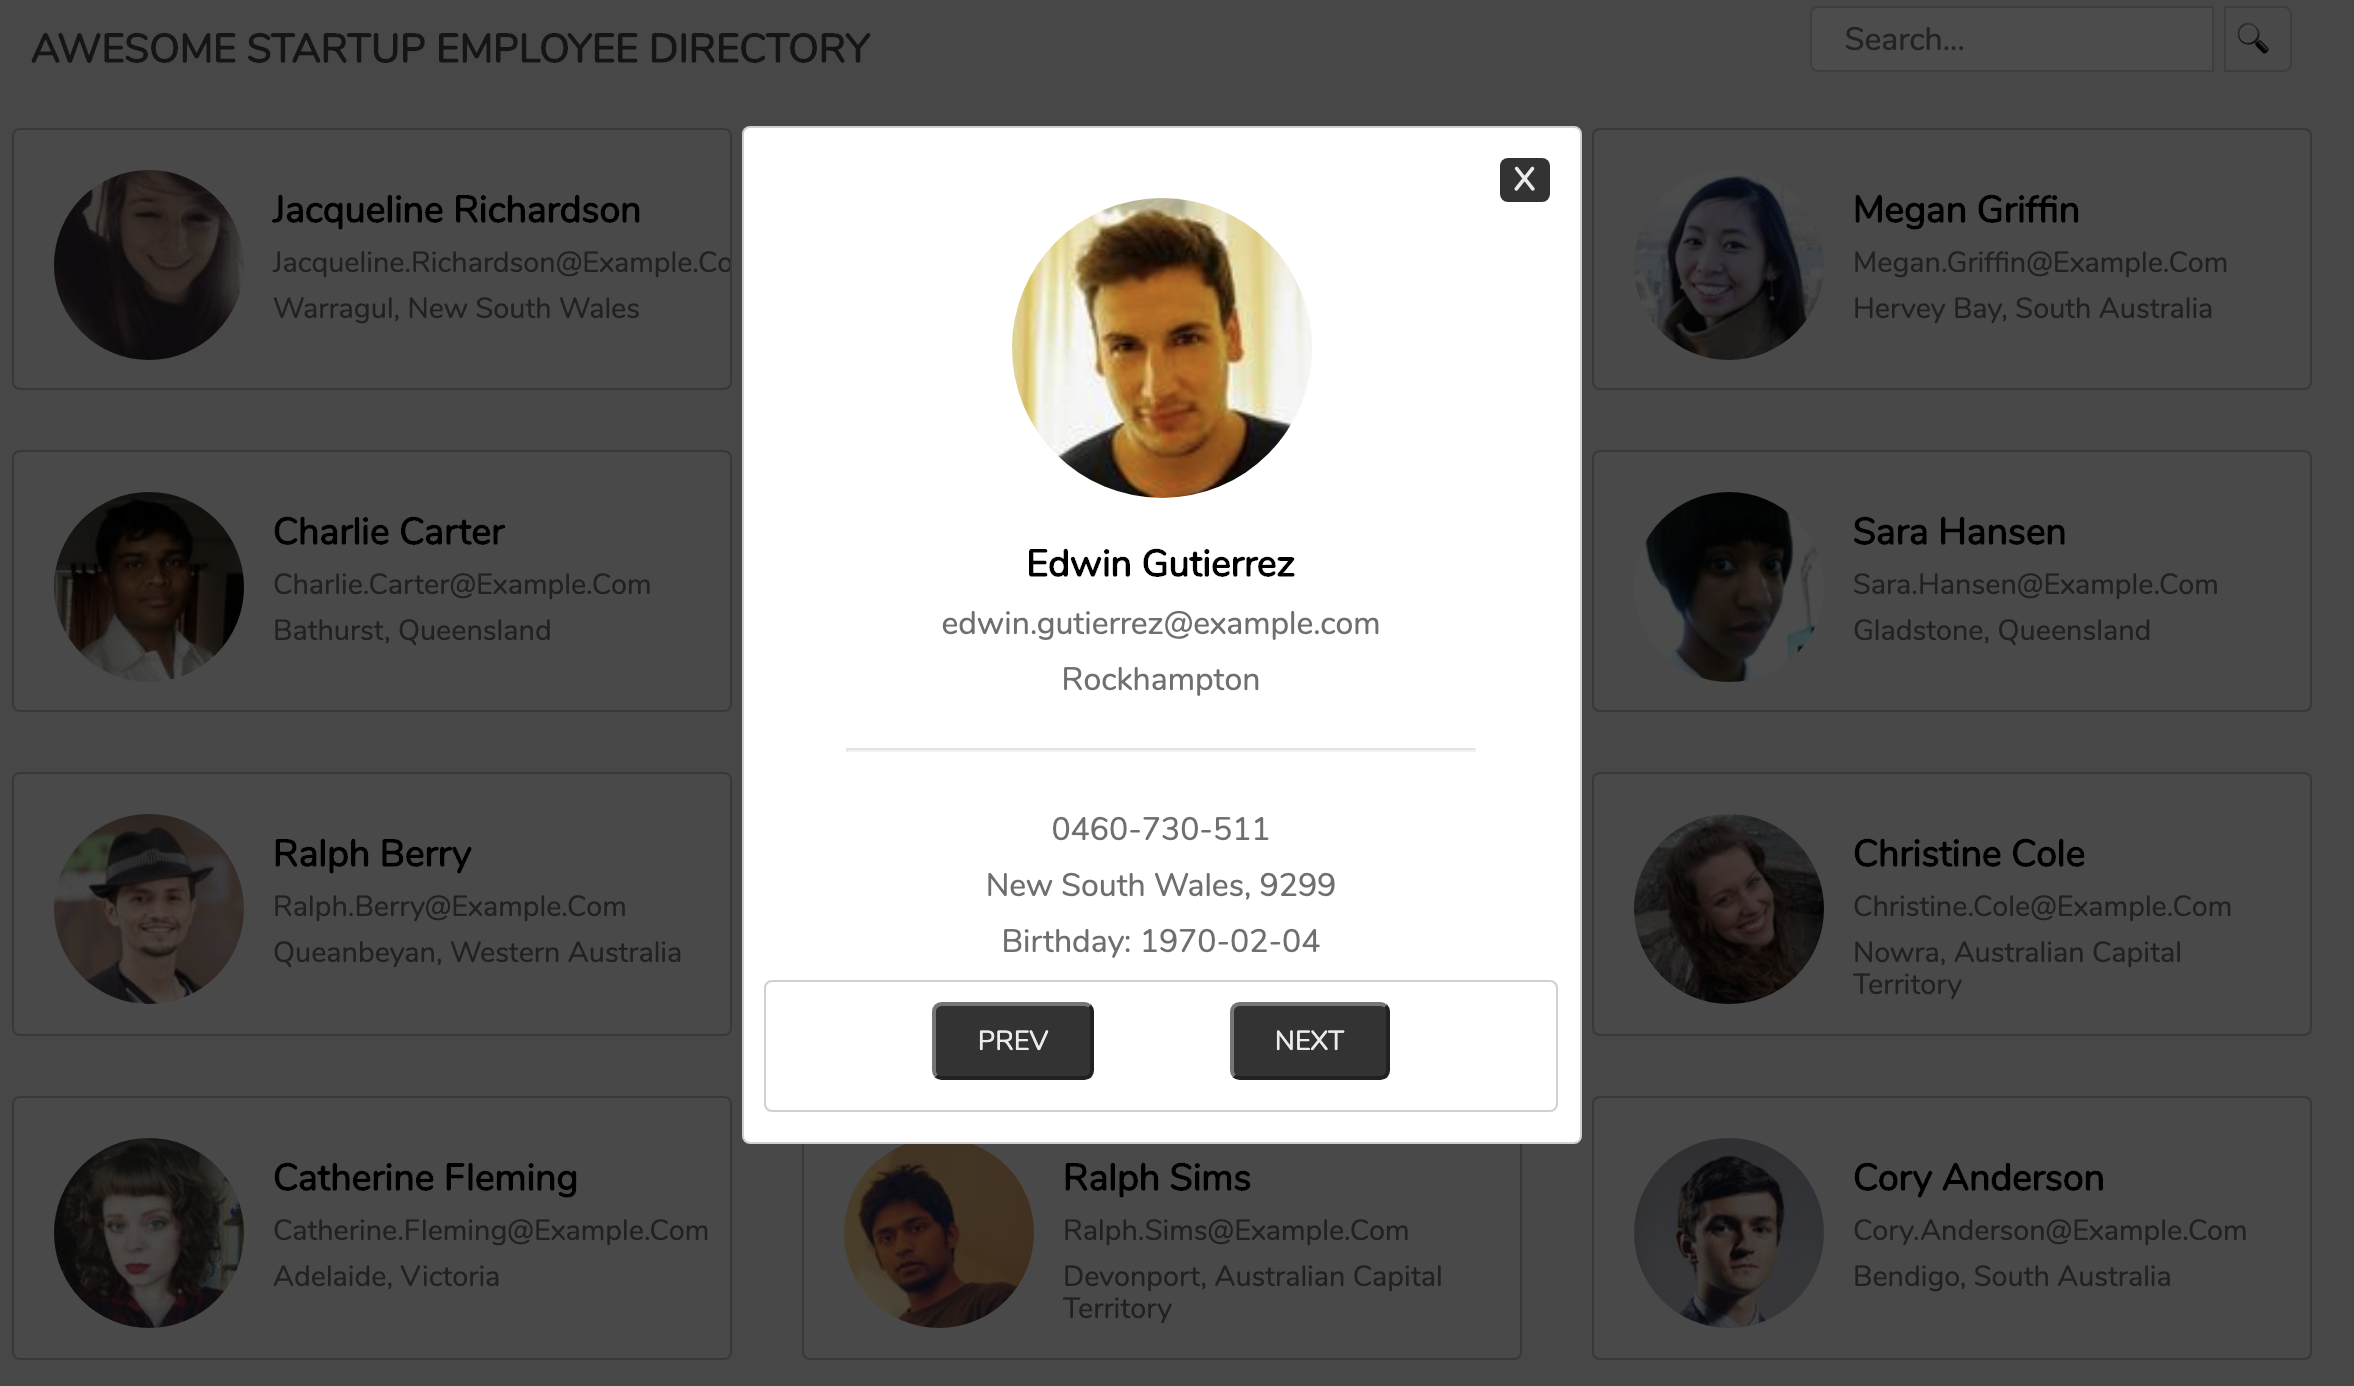 AWESOME STARTUP EMPLOYEE DIRECTORY
Search...
Jacqueline Richardson
Jacqueline.Richardson@Example.Co
Warragul, New South Wales
X
Edwin Gutierrez
edwin.gutierrez@example.com
Rockhampton
0460-730-511
New South Wales, 9299
Birthday: 1970-02-04
PREV
NEXT
Megan Griffin
Megan.Griffin@Example.Com
Hervey Bay, South Australia
Charlie Carter
Charlie.Carter@Example.Com
Bathurst, Queensland
Sara Hansen
Sara.Hansen@Example.Com
Gladstone, Queensland
Ralph Berry
Ralph.Berry@Example.Com
Queanbeyan, Western Australia
Christine Cole
Christine.Cole@Example.Com
Nowra, Australian Capital
Territory
Catherine Fleming
Catherine.Fleming@Example.Com
Adelaide, Victoria
Ralph Sims
Ralph.Sims@Example.Com
Devonport, Australian Capital
Territory
Cory Anderson
Cory.Anderson@Example.Com
Bendigo, South Australia